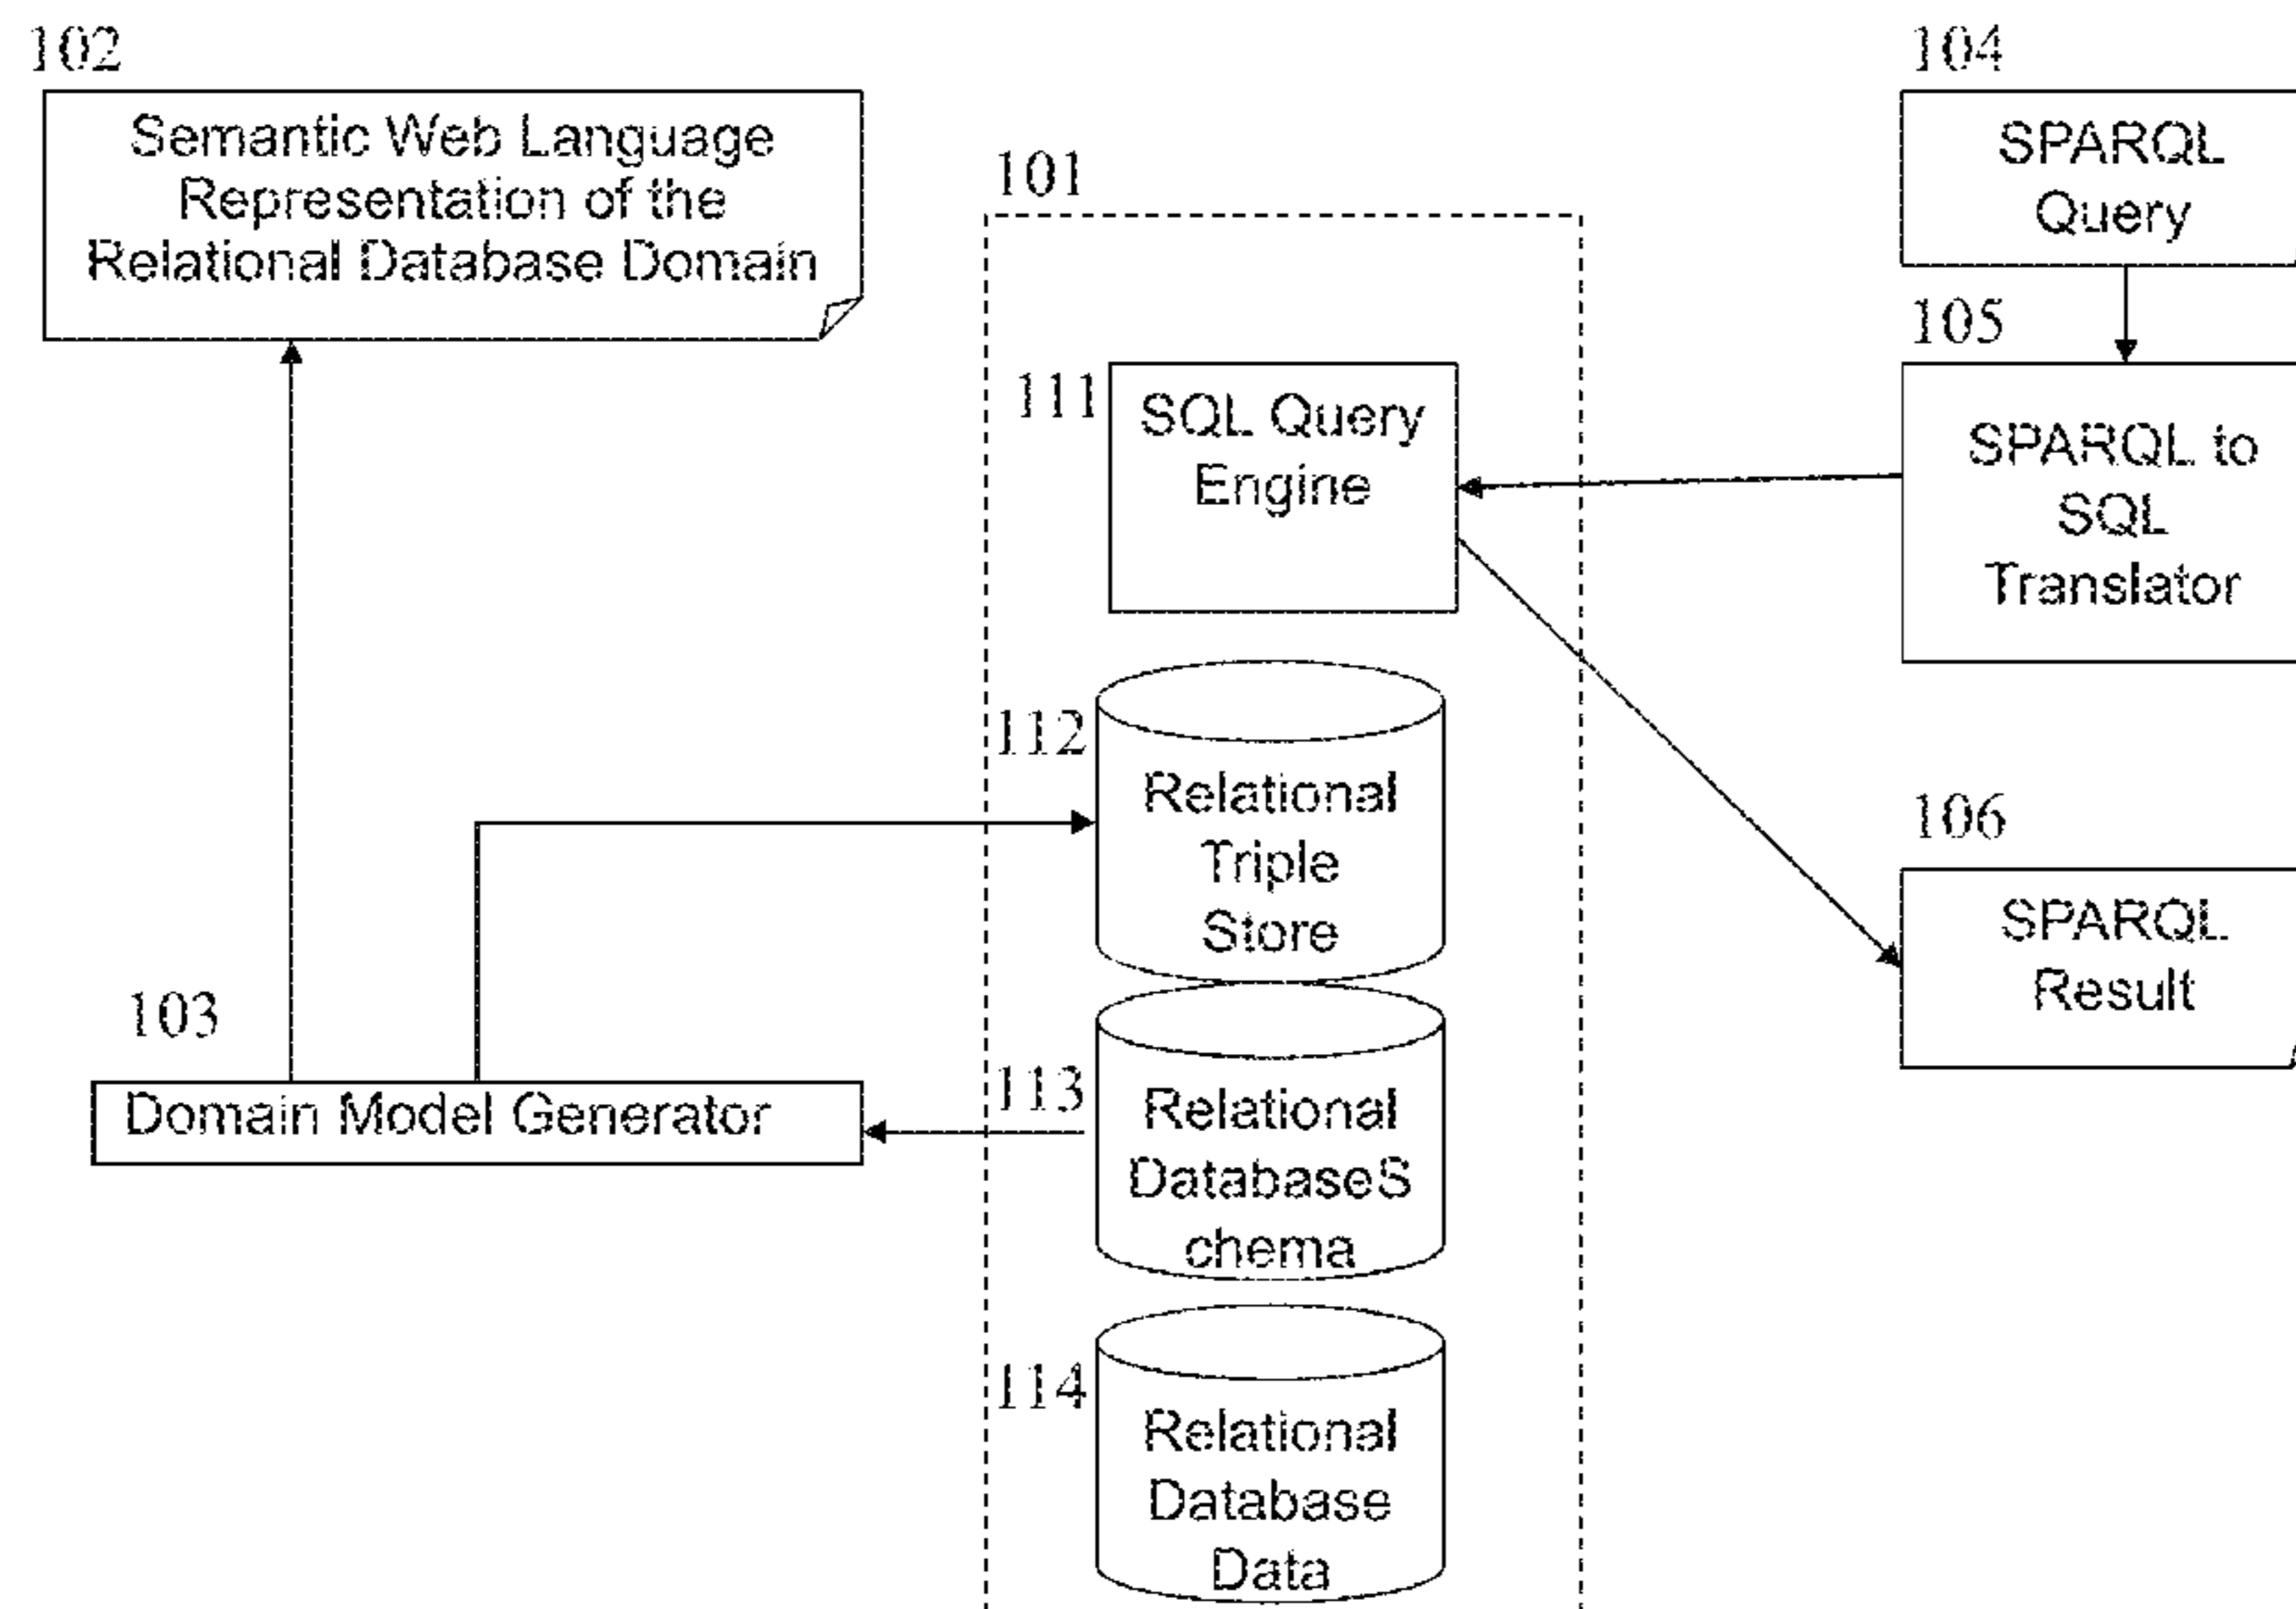 102
Semantic Web Language
Representation of the
Relational Database Domain
101
104
SPARQL
Query
105
SPARQL to
SQL
Translator
111
SQL Query
Engine
112
Relational
Triple
Store
106
SPARQL
Result
103
Domain Model Generator
113
Relational
DatabaseS
chema
114
Relational
Database
Data